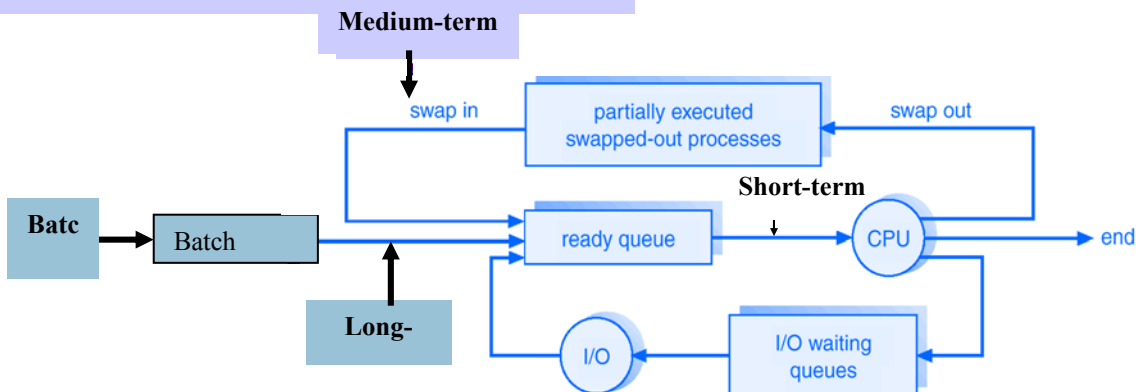 Medium-term
swap in
partially executed
swapped-out processes
swap out
Short-term
Batc
Batch
ready queue
CPU
end
Long-
I/O
I/O waiting
queues